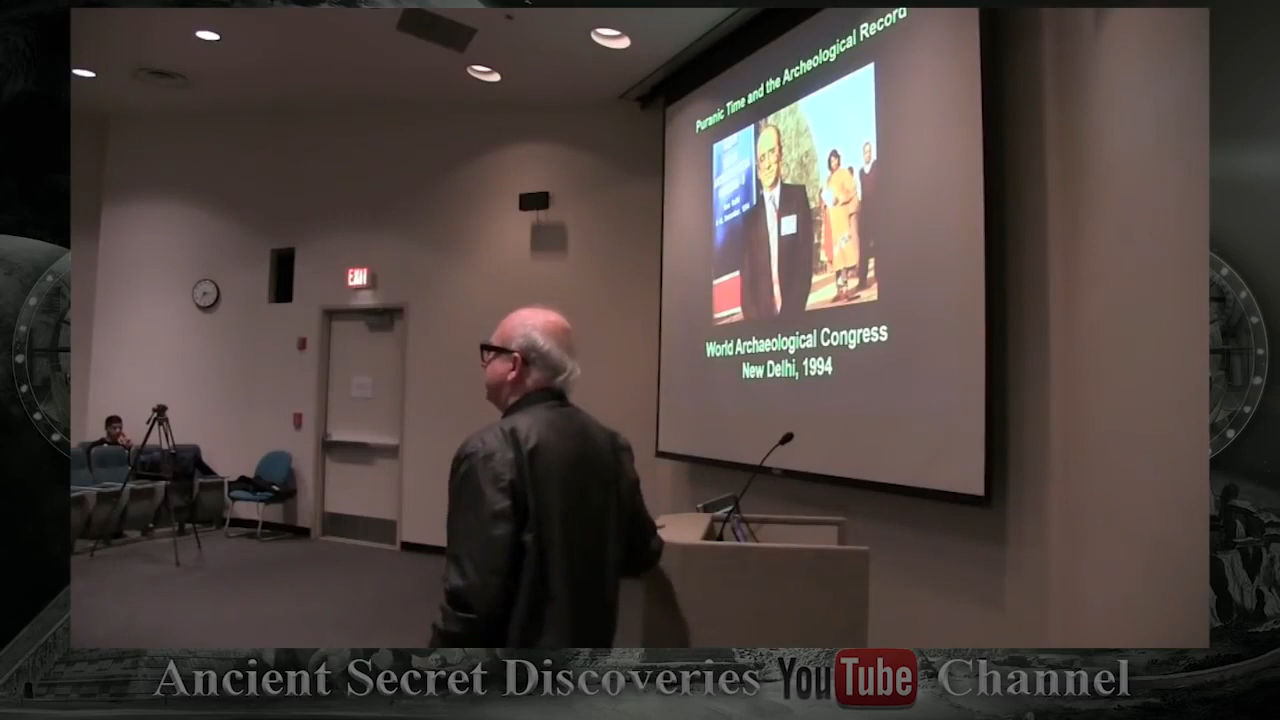 Puranic Time and the Archeological Record
World Archaeological Congress
New Delhi, 1994
EXIT
Ancient Secret Discoveries YouTube Channel